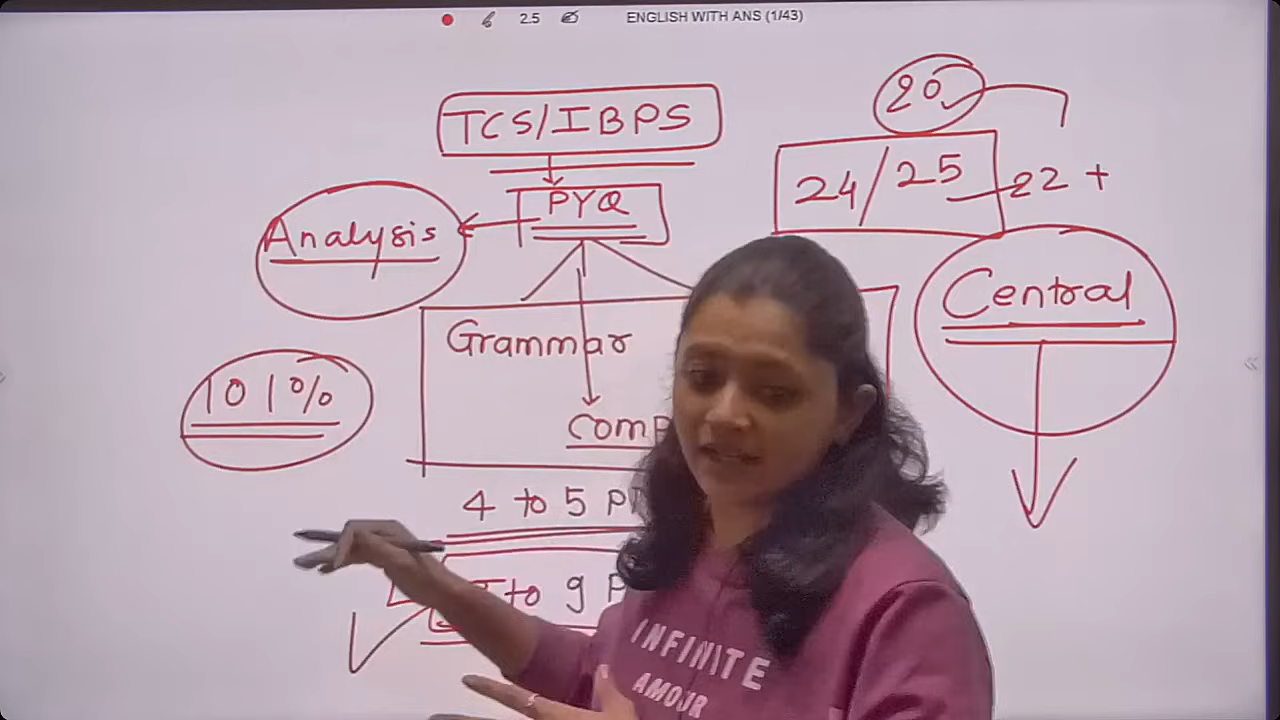 2.5 ENGLISH WITH ANS (1/43)
TCS/IBPS
20
24/25 22 +
PYQ
Analysis
Central
Grammar
101%
4 to 5
to 9
INFINITE
AMOUR